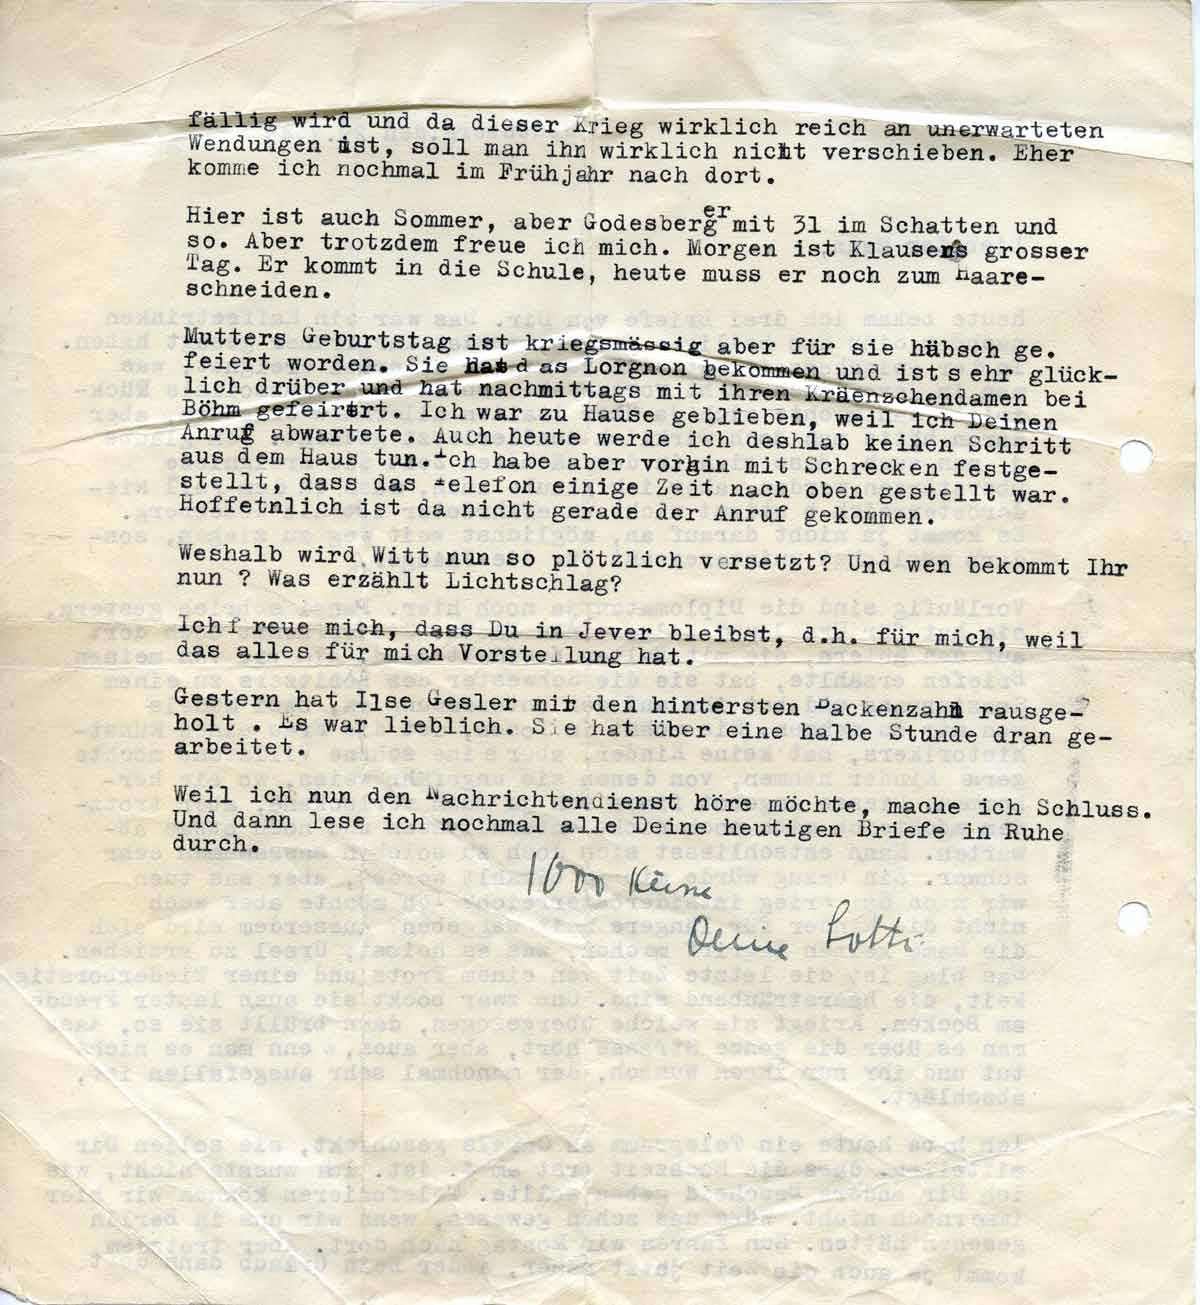 fällig wird und da dieser Krieg wirklich reich an unerwarteten
Wendungen ist, soll man ihn wirklich nicht verschieben. Eher
komme ich nochmal im Frühjahr nach dort.
Hier ist auch Sommer, aber Godesberger mit 31 im Schatten und
so. Aber trotzdem freue ich mich. Morgen ist Klausens grosser
Tag. Er kommt in die Schule, heute muss er noch zum Haare-
schneiden.
Mutters Geburtstag ist kriegsmässig aber für sie hübsch ge.
feiert worden. Sie hat d as Lorgnon bekommen und ist s ehr glück-
lich drüber und hat nachmittags mit ihren Kräenzchendamen bei
Böhm gefeirert. Ich war zu Hause geblieben, weil ich Deinen
Anruf abwartete. Auch heute werde ich deshlab keinen Schritt
aus dem Haus tun. Ich habe aber vorhin mit Schrecken festge-
stellt, dass das Telefon einige Zeit nach oben gestellt war.
Hoffetnlich ist da nicht gerade der Anruf gekommen.
Weshalb wird Witt nun so plötzlich versetzt? Und wen bekommt Ihr
nun ? Was erzählt Lichtschlag?
Ich f reue mich, dass Du in Jever bleibst, d.h. für mich, weil
das alles für mich Vorstellung hat.
Gestern hat Ilse Gesler mir den hintersten Backenzahn rausge-
holt . Es war lieblich. Sie hat über eine halbe Stunde dran ge-
arbeitet.
Weil ich nun den Nachrichtendienst höre möchte, mache ich Schluss.
Und dann lese ich nochmal alle Deine heutigen Briefe in Ruhe
durch.
1000 Küsse
Deine Lotti